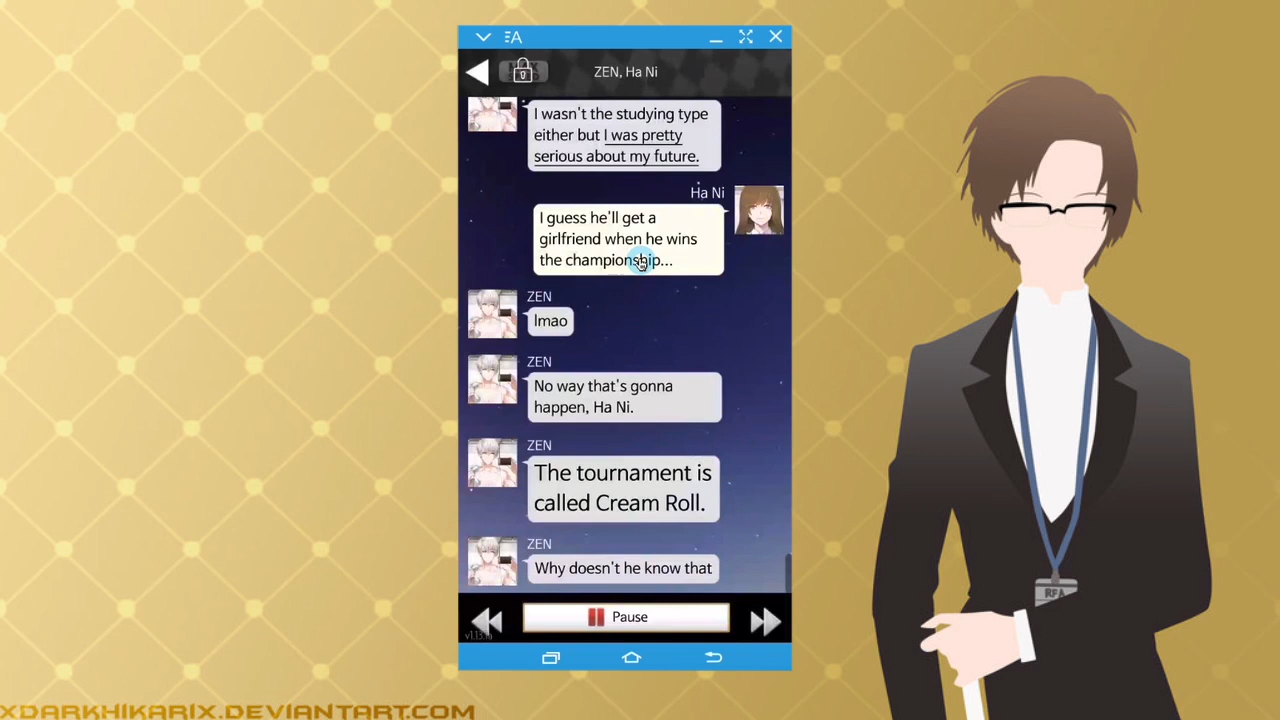 ΞA
ZEN, Ha Ni
I wasn't the studying type
either but I was pretty
serious about my future.
Ha Ni
I guess he'll get a
girlfriend when he wins
the championship...
ZEN
lmao
ZEN
No way that's gonna
happen, Ha Ni.
ZEN
The tournament is
called Cream Roll.
ZEN
Why doesn't he know that
Pause
RFA
XDARKHIKARIX.DEVIANTART.COM